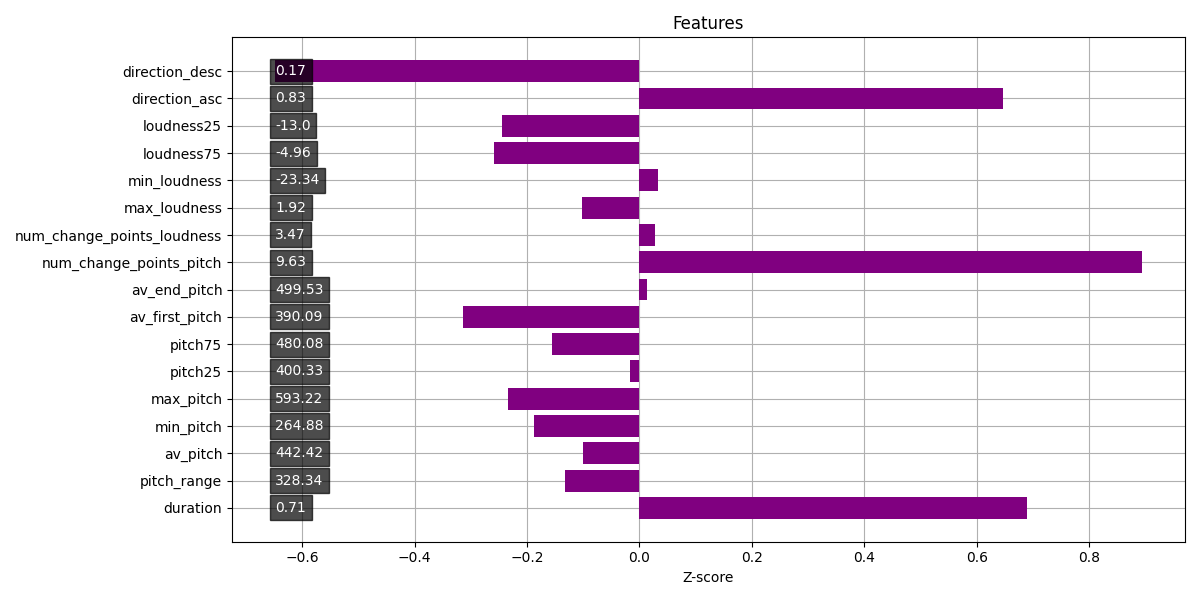 Features
direction_desc 0.17
direction_asc 0.83
loudness25 -13.0
loudness75 -4.96
min_loudness -23.34
max_loudness 1.92
num_change_points_loudness 3.47
num_change_points_pitch 9.63
av_end_pitch 499.53
av_first_pitch 390.09
pitch75 480.08
pitch25 400.33
max_pitch 593.22
min_pitch 264.88
av_pitch 442.42
pitch_range 328.34
duration 0.71
−0.6 −0.4 −0.2 0.0 0.2 0.4 0.6 0.8
Z-score